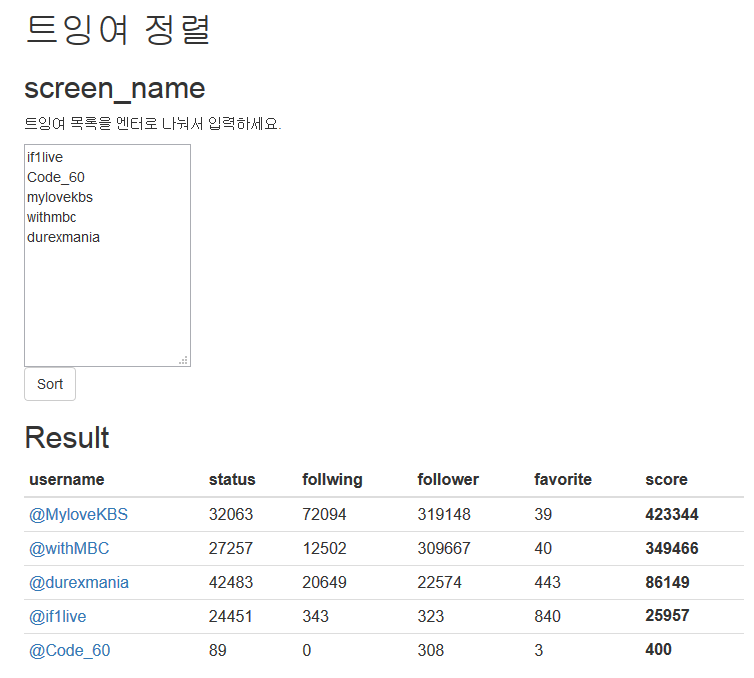 트잉여 정렬
screen_name
트잉여 목록을 엔터로 나눠서 입력하세요.
if1live
Code_60
mylovekbs
withmbc
durexmania
Sort
Result
username status follwing follower favorite score
@MyloveKBS 32063 72094 319148 39 423344
@withMBC 27257 12502 309667 40 349466
@durexmania 42483 20649 22574 443 86149
@if1live 24451 343 323 840 25957
@Code_60 89 0 308 3 400